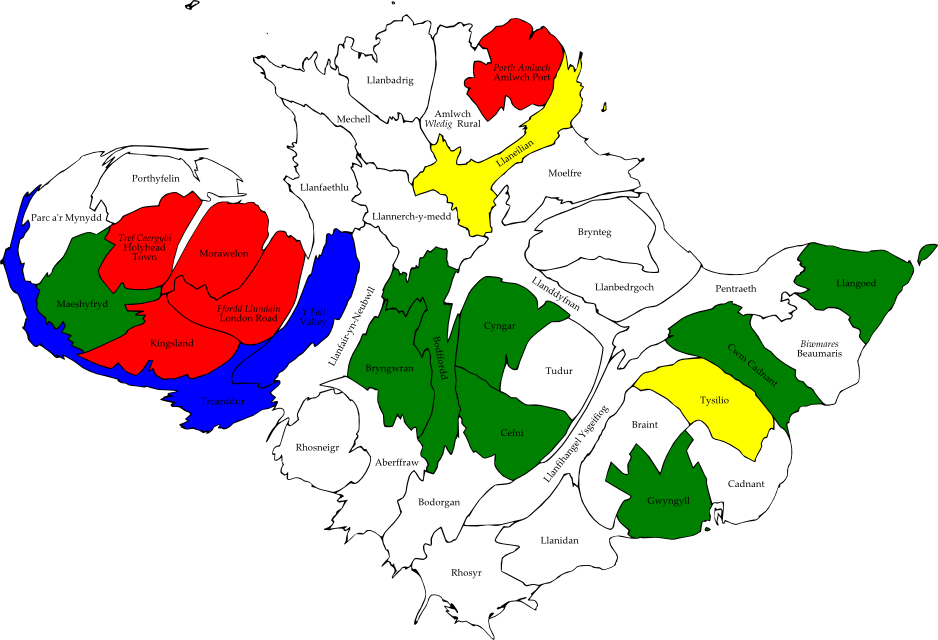 Porth Amlwch
Amlwch Port
Llanbadrig
Amlwch
Wledig Rural
Mechell
Llaneilian
Moelfre
Porthyfelin
Llanfaethlu
Parc a'r Mynydd
Llannerch-y-medd
Tref Caergybi
Holyhead
Town
Morawelon
Brynteg
Llanddyfnan
Llanbedrgoch
Pentraeth
Llangoed
Maeshyfryd
Ffordd Llundain
London Road
Y Fali
Valley
Llanfair-yn-Neubwll
Kingsland
Cyngar
Bodffordd
Biwmares
Beaumaris
Cwm Cadnant
Bryngwran
Tudur
Trearddur
Tysilio
Cefni
Braint
Llanfihangel Ysgeifiog
Rhosneigr
Aberffraw
Cadnant
Bodorgan
Gwyngyll
Llanidan
Rhosyr